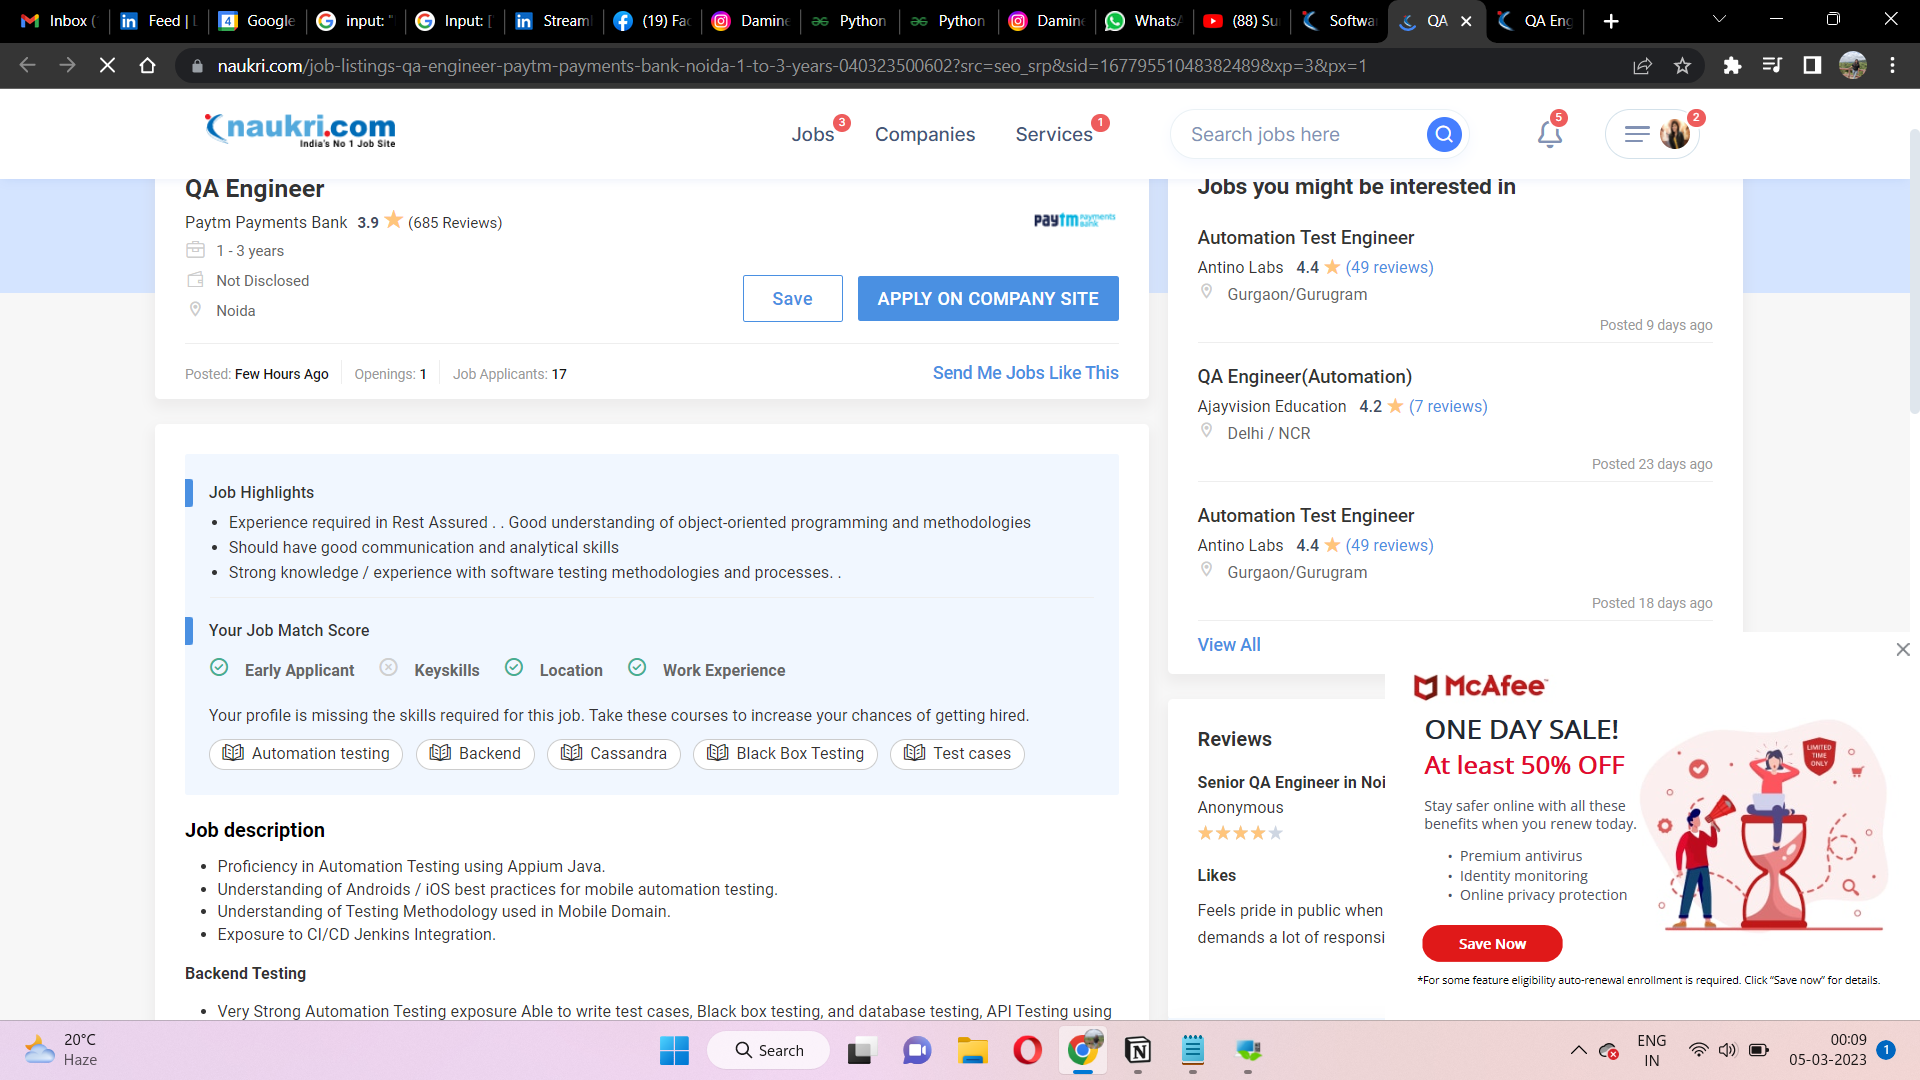 Inbox (
Feed | L
Google
input: "
Input: [
Stream
(19) Fac
Damine
Python
Python
Damine
WhatsA
(88) Su
Softwa
QA
QA Eng
naukri.com/job-listings-qa-engineer-paytm-payments-bank-noida-1-to-3-years-040323500602?src=seo_srp&sid=16779551048382489&xp=3&px=1
naukri.com
India's No 1 Job Site
Jobs 3
Companies
Services 1
Search jobs here
5
2
QA Engineer
Paytm Payments Bank 3.9 (685 Reviews)
paytm payments bank
1 - 3 years
Not Disclosed
Noida
Save
APPLY ON COMPANY SITE
Posted: Few Hours Ago
Openings: 1
Job Applicants: 17
Send Me Jobs Like This
Job Highlights
• Experience required in Rest Assured . . Good understanding of object-oriented programming and methodologies
• Should have good communication and analytical skills
• Strong knowledge / experience with software testing methodologies and processes. .
Your Job Match Score
Early Applicant
Keyskills
Location
Work Experience
Your profile is missing the skills required for this job. Take these courses to increase your chances of getting hired.
Automation testing
Backend
Cassandra
Black Box Testing
Test cases
Job description
• Proficiency in Automation Testing using Appium Java.
• Understanding of Androids / iOS best practices for mobile automation testing.
• Understanding of Testing Methodology used in Mobile Domain.
• Exposure to CI/CD Jenkins Integration.
Backend Testing
• Very Strong Automation Testing exposure Able to write test cases, Black box testing, and database testing, API Testing using
Jobs you might be interested in
Automation Test Engineer
Antino Labs 4.4 (49 reviews)
Gurgaon/Gurugram
Posted 9 days ago
QA Engineer(Automation)
Ajayvision Education 4.2 (7 reviews)
Delhi / NCR
Posted 23 days ago
Automation Test Engineer
Antino Labs 4.4 (49 reviews)
Gurgaon/Gurugram
Posted 18 days ago
View All
Reviews
Senior QA Engineer in Noi
Anonymous
Likes
Feels pride in public when
demands a lot of responsi
McAfee
ONE DAY SALE!
At least 50% OFF
LIMITED
TIME
ONLY
Stay safer online with all these
benefits when you renew today.
• Premium antivirus
• Identity monitoring
• Online privacy protection
Save Now
*For some feature eligibility auto-renewal enrollment is required. Click "Save now" for details.
20°C
Haze
Search
ENG
IN
00:09
05-03-2023
1